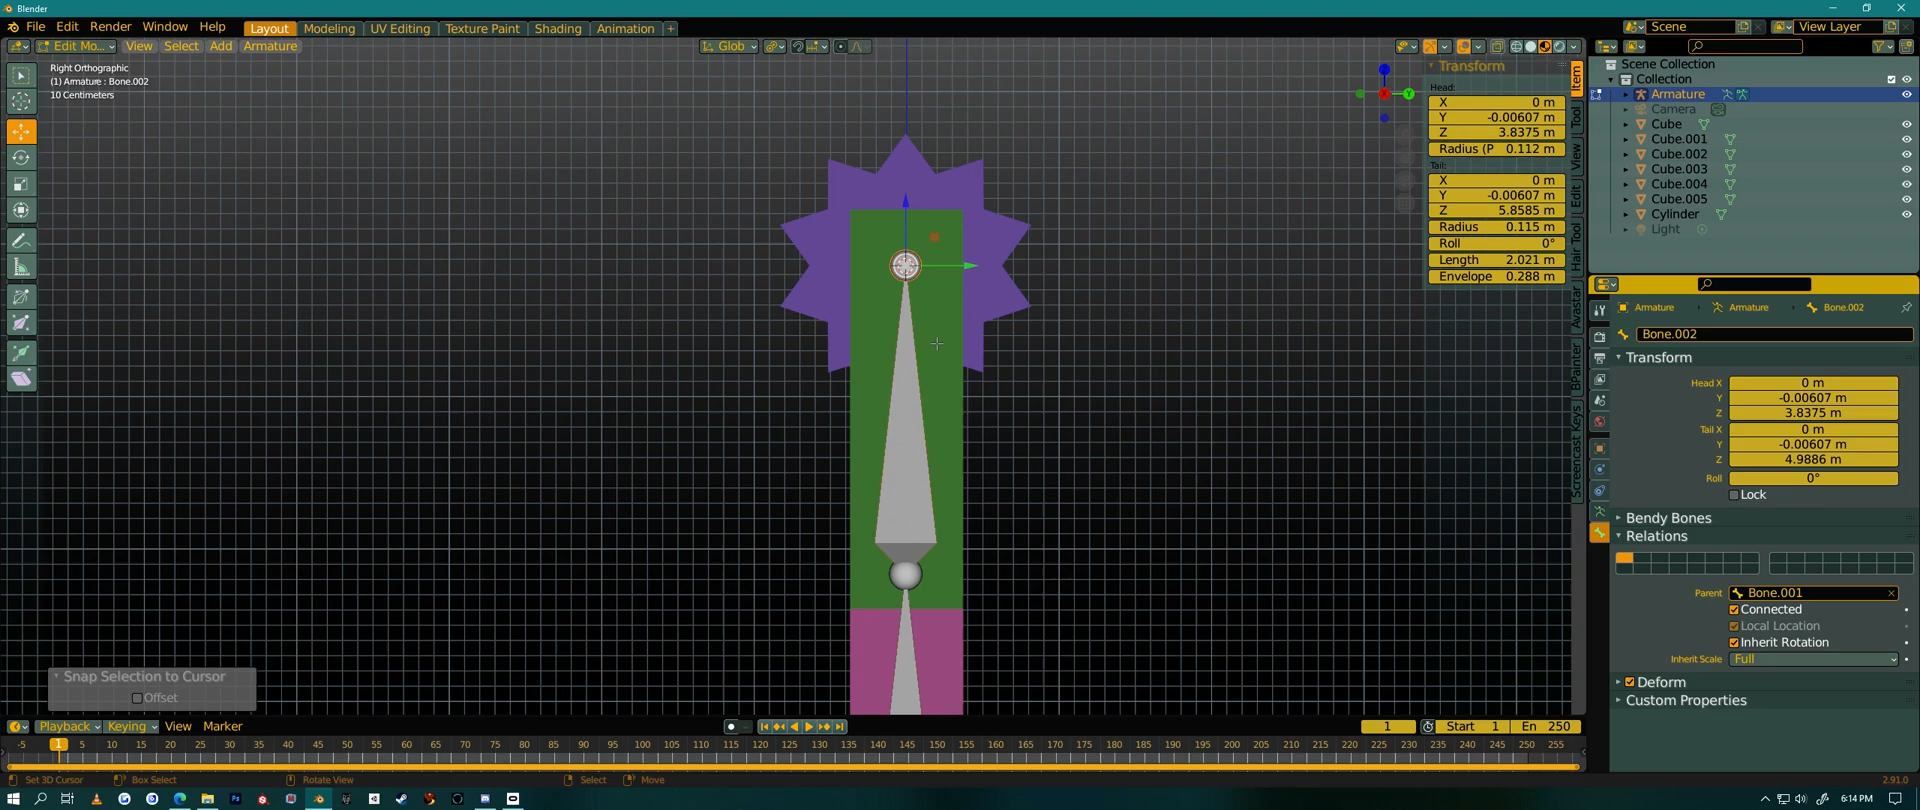 Blender
File Edit Render Window Help
Layout Modeling UV Editing Texture Paint Shading Animation +
Scene
View Layer
Edit Mo...
View Select Add Armature
Glob
Right Orthographic
(1) Armature : Bone.002
10 Centimeters
Transform
Head:
X 0 m
Y -0.00607 m
Z 3.8375 m
Radius (P 0.112 m
Tail:
X 0 m
Y -0.00607 m
Z 5.8585 m
Radius 0.115 m
Roll 0°
Length 2.021 m
Envelope 0.288 m
Item
Tool
View
Edit
Hair Tool
Avastar
BPainter
Screencast Keys
X
Y
Scene Collection
Collection
Armature
Camera
Cube
Cube.001
Cube.002
Cube.003
Cube.004
Cube.005
Cylinder
Light
Armature Armature Bone.002
Bone.002
Transform
Head X 0 m
Y -0.00607 m
Z 3.8375 m
Tail X 0 m
Y -0.00607 m
Z 4.9886 m
Roll 0°
Lock
Bendy Bones
Relations
Parent Bone.001
Connected
Local Location
Inherit Rotation
Inherit Scale Full
Deform
Custom Properties
Snap Selection to Cursor
Offset
Playback Keying View Marker
1 Start 1 En 250
-5 1 5 10 15 20 25 30 35 40 45 50 55 60 65 70 75 80 85 90 95 100 105 110 115 120 125 130 135 140 145 150 155 160 165 170 175 180 185 190 195 200 205 210 215 220 225 230 235 240 245 250 255
Set 3D Cursor Box Select Rotate View Select Move 2.91.0
6:14 PM